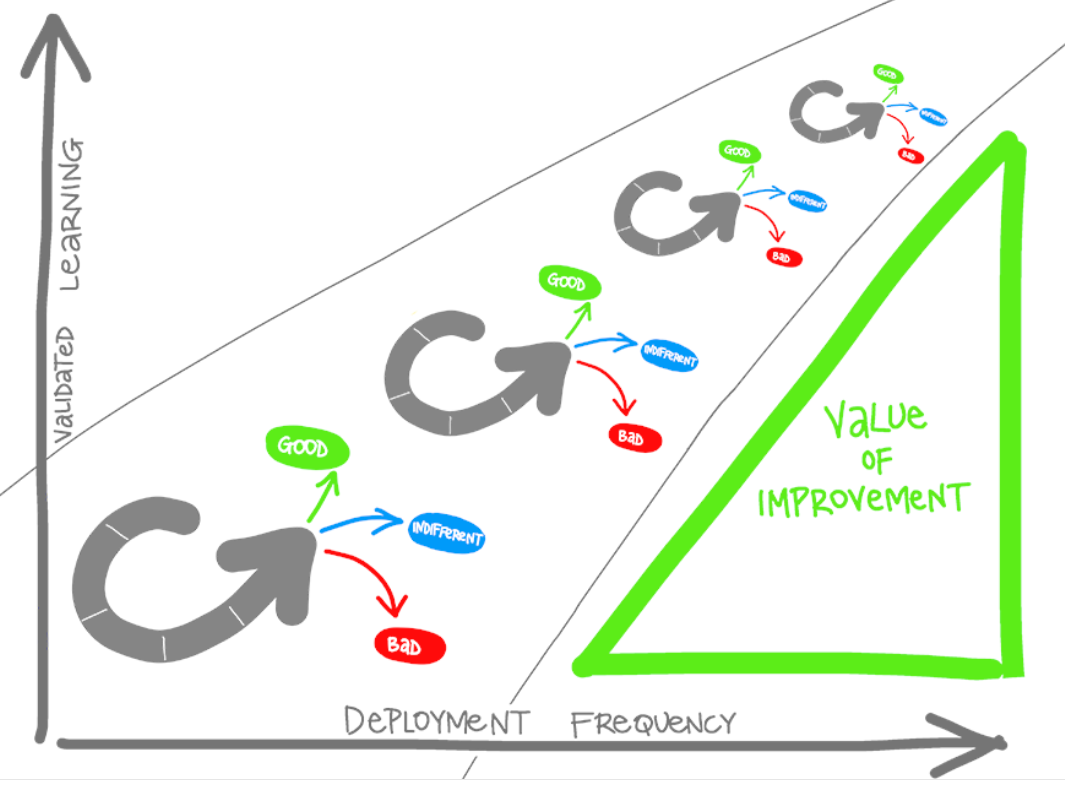 GOOD
INDIFFERENT
BAD
GOOD
INDIFFERENT
BAD
GOOD
INDIFFERENT
BAD
GOOD
INDIFFERENT
BAD
VALIDATED LEARNING
VALUE
OF
IMPROVEMENT
DEPLOYMENT FREQUENCY